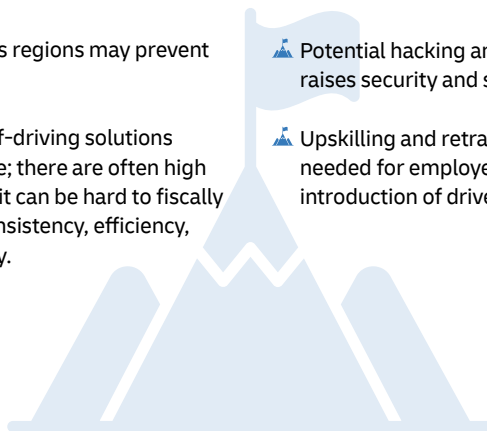 s regions may prevent
f-driving solutions
e; there are often high
it can be hard to fiscally
nsistency, efficiency,
y.
Potential hacking an
raises security and s
Upskilling and retra
needed for employe
introduction of drive